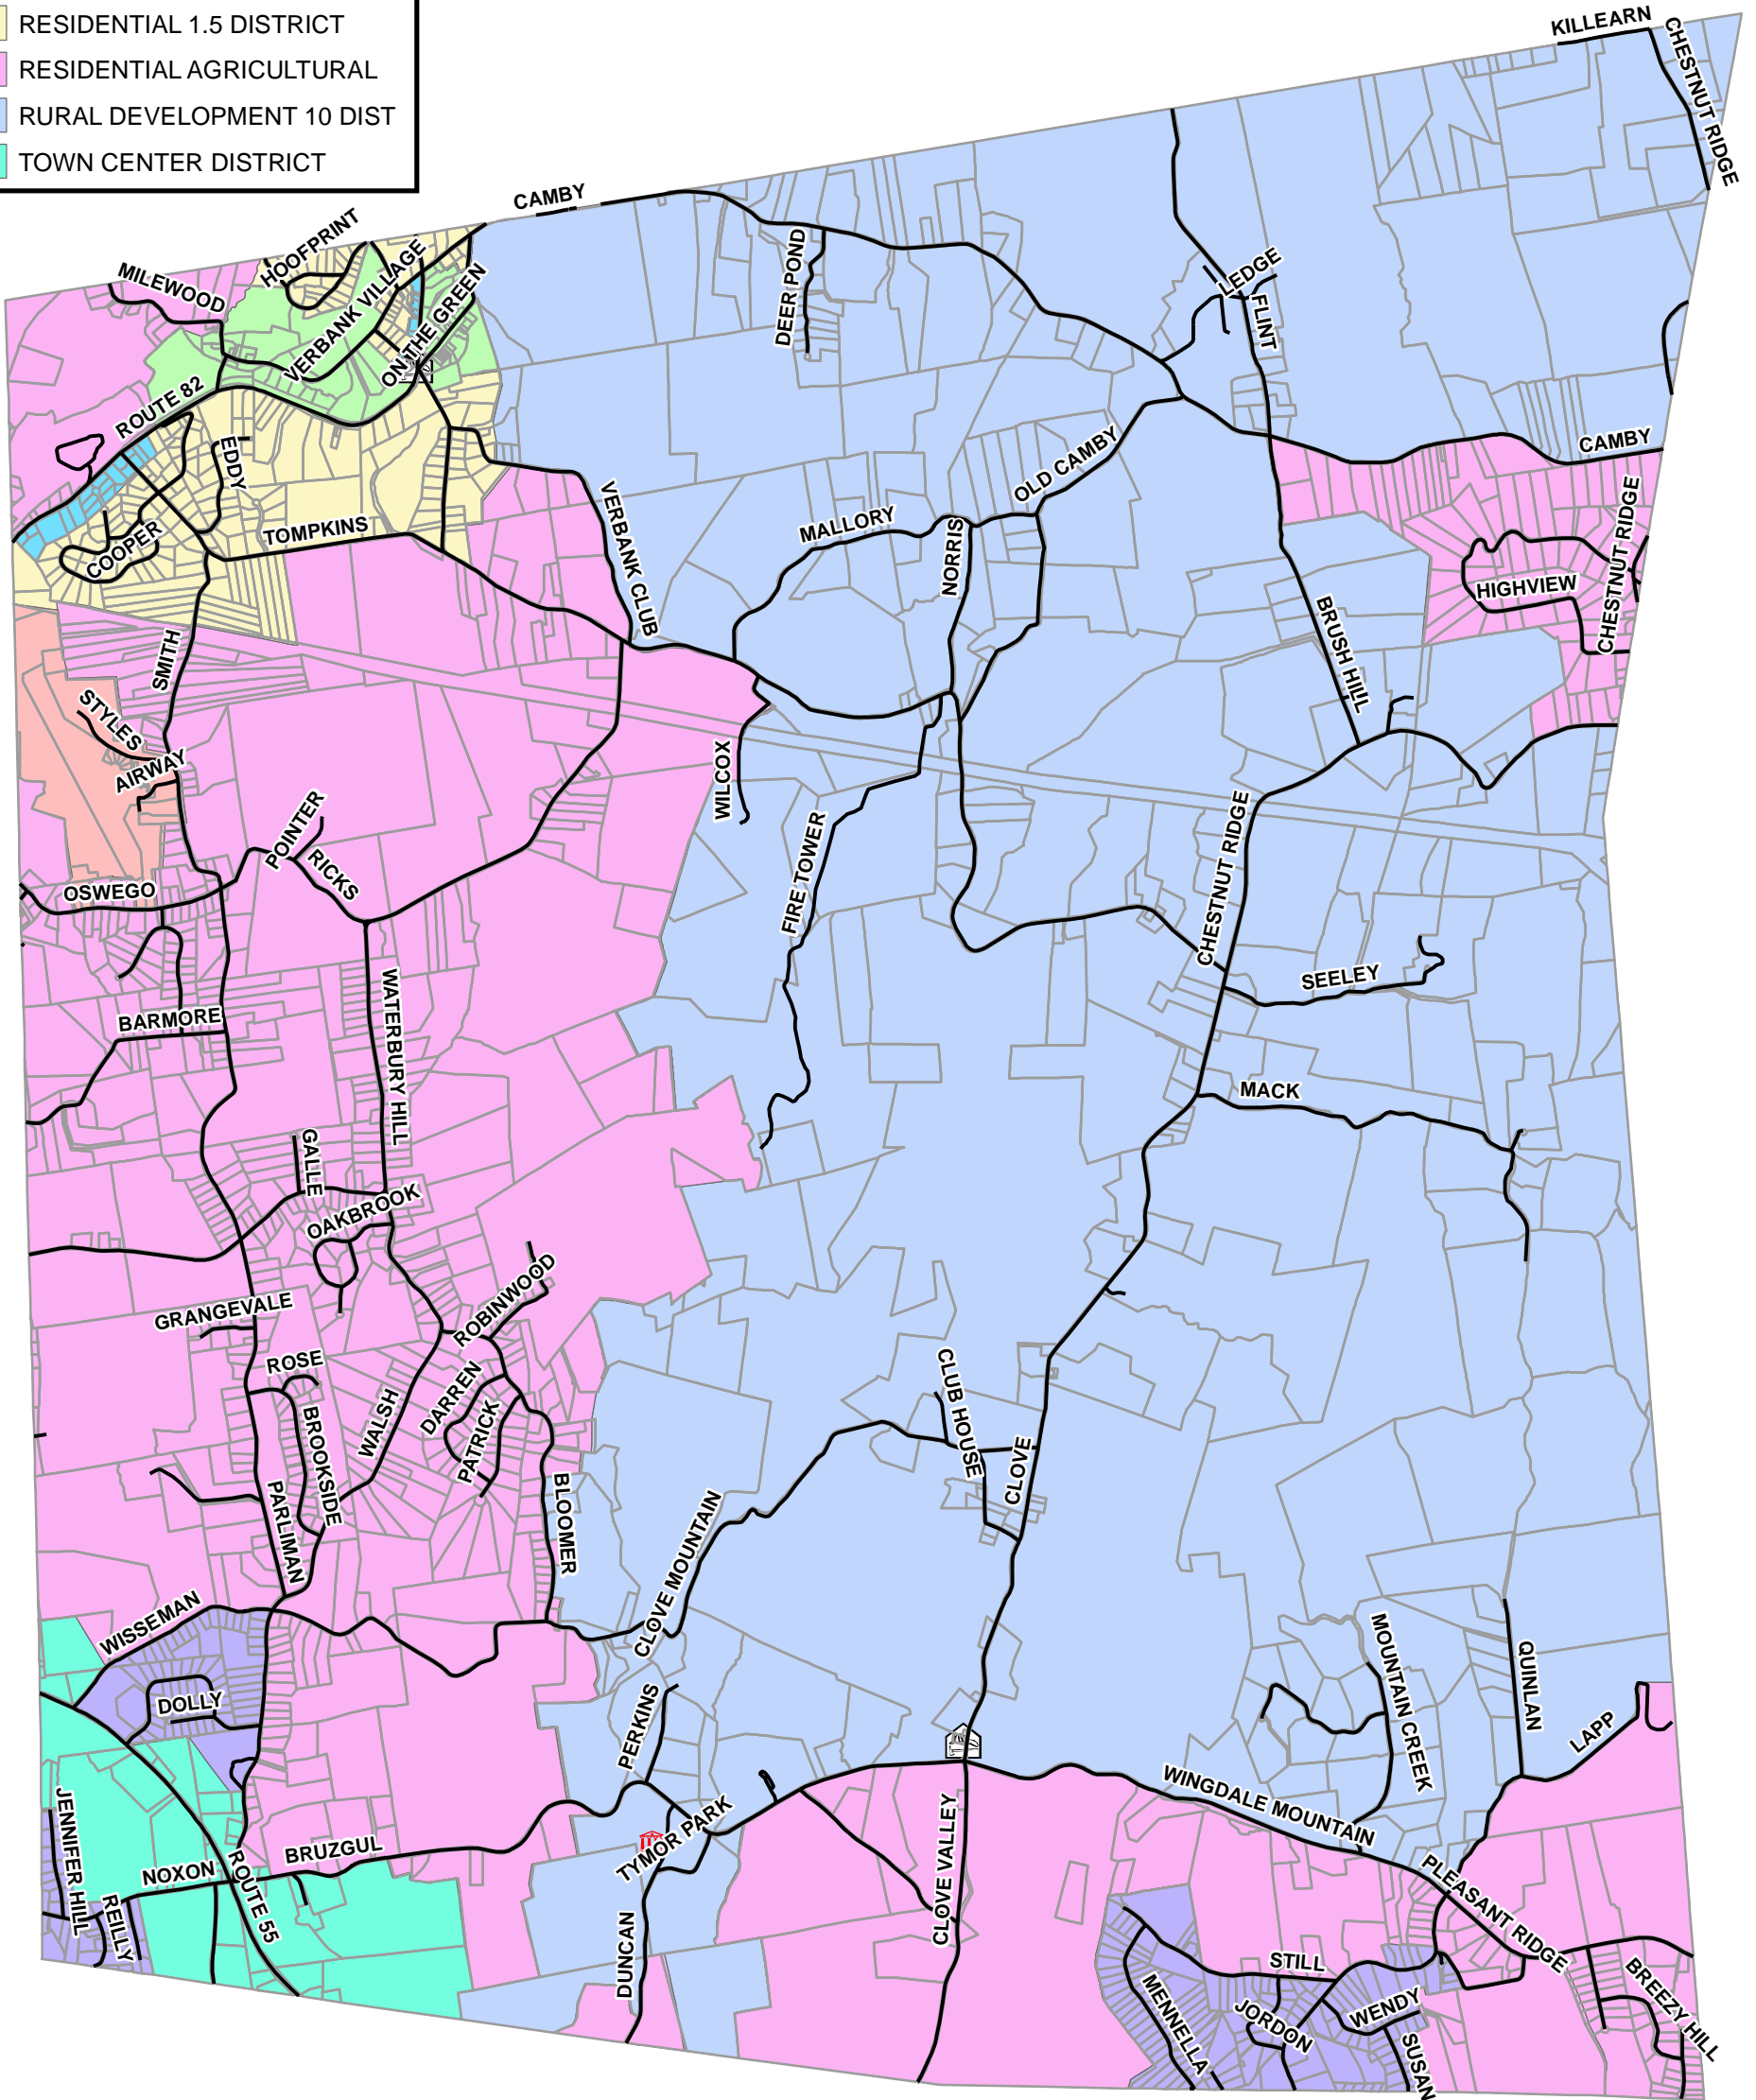 RESIDENTIAL 1.5 DISTRICT
RESIDENTIAL AGRICULTURAL
RURAL DEVELOPMENT 10 DIST
TOWN CENTER DISTRICT
KILLEARN
CHESTNUT RIDGE
CAMBY
HOOFPRINT
MILEWOOD
VERBANK VILLAGE
ON THE GREEN
DEER POND
LEDGE
FLINT
ROUTE 82
EDDY
CAMBY
OLD CAMBY
CHESTNUT RIDGE
VERBANK CLUB
MALLORY
NORRIS
TOMPKINS
COOPER
HIGHVIEW
BRUSH HILL
SMITH
STYLES
AIRWAY
WILCOX
POINTER
RICKS
FIRE TOWER
CHESTNUT RIDGE
OSWEGO
SEELEY
WATERBURY HILL
BARMORE
MACK
GALLE
OAKBROOK
ROBINWOOD
GRANGEVALE
ROSE
CLUB HOUSE
DARREN
WALSH
PATRICK
BROOKSIDE
CLOVE
PARLIMAN
BLOOMER
CLOVE MOUNTAIN
WISSEMAN
MOUNTAIN CREEK
QUINLAN
DOLLY
PERKINS
LAPP
WINGDALE MOUNTAIN
JENNIFER HILL
TYMOR PARK
CLOVE VALLEY
BRUZGUL
NOXON
ROUTE 55
REILLY
PLEASANT RIDGE
DUNCAN
STILL
BREEZY HILL
MENNELLA
JORDON
WENDY
SUSAN